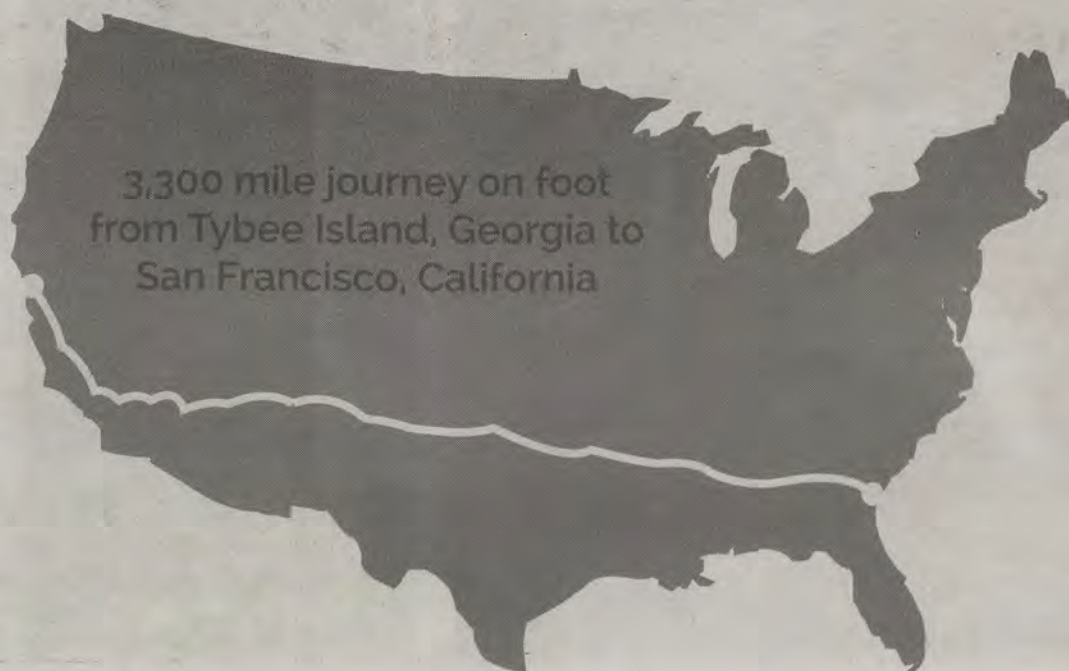 3,300 mile journey on foot
from Tybee Island, Georgia to
San Francisco, California